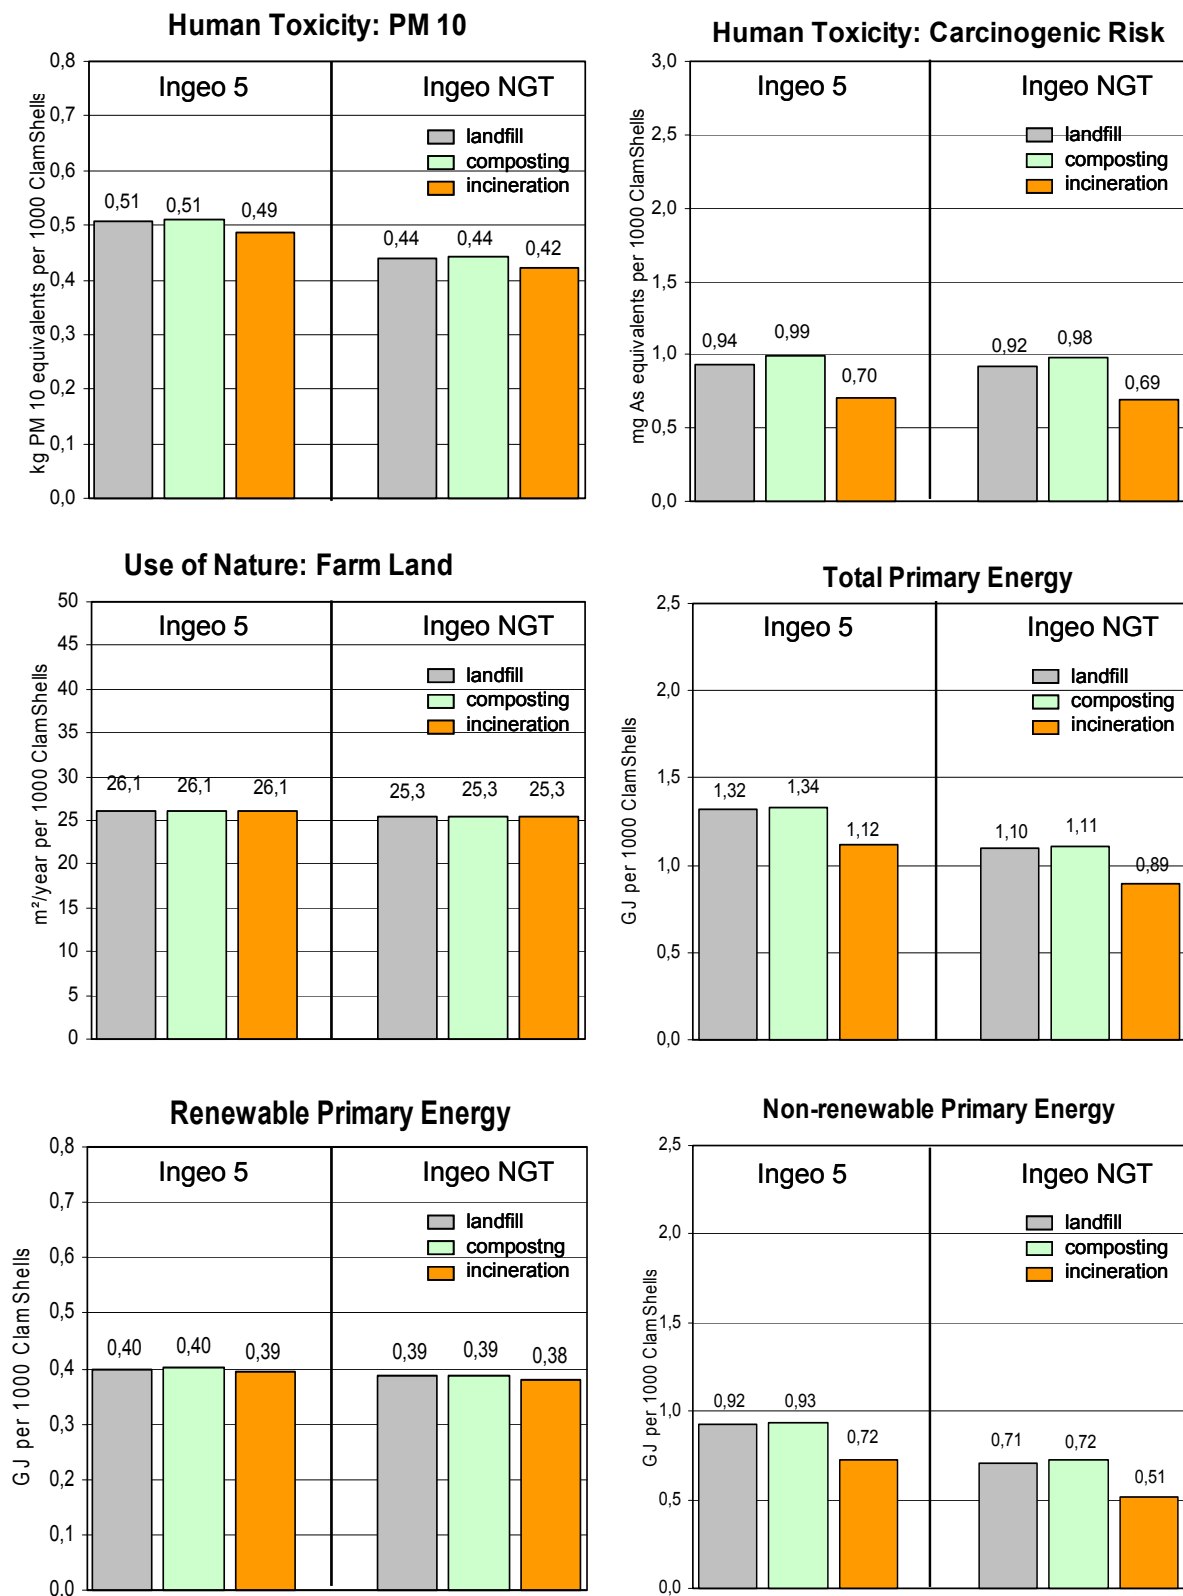 Human Toxicity: PM 10
kg PM 10 equivalents per 1000 ClamShells
0,8
0,7
0,6
0,5
0,4
0,3
0,2
0,1
0,0
Ingeo 5
Ingeo NGT
landfill
composting
incineration
0,51
0,51
0,49
0,44
0,44
0,42
Human Toxicity: Carcinogenic Risk
mg As equivalents per 1000 ClamShells
3,0
2,5
2,0
1,5
1,0
0,5
0,0
Ingeo 5
Ingeo NGT
landfill
composting
incineration
0,94
0,99
0,70
0,92
0,98
0,69
Use of Nature: Farm Land
m²/year per 1000 ClamShells
50
45
40
35
30
25
20
15
10
5
0
Ingeo 5
Ingeo NGT
landfill
composting
incineration
26,1
26,1
26,1
25,3
25,3
25,3
Total Primary Energy
GJ per 1000 ClamShells
2,5
2,0
1,5
1,0
0,5
0,0
Ingeo 5
Ingeo NGT
landfill
composting
incineration
1,32
1,34
1,12
1,10
1,11
0,89
Renewable Primary Energy
GJ per 1000 ClamShells
0,8
0,7
0,6
0,5
0,4
0,3
0,2
0,1
0,0
Ingeo 5
Ingeo NGT
landfill
compostng
incineration
0,40
0,40
0,39
0,39
0,39
0,38
Non-renewable Primary Energy
GJ per 1000 ClamShells
2,5
2,0
1,5
1,0
0,5
0,0
Ingeo 5
Ingeo NGT
landfill
composting
incineration
0,92
0,93
0,72
0,71
0,72
0,51